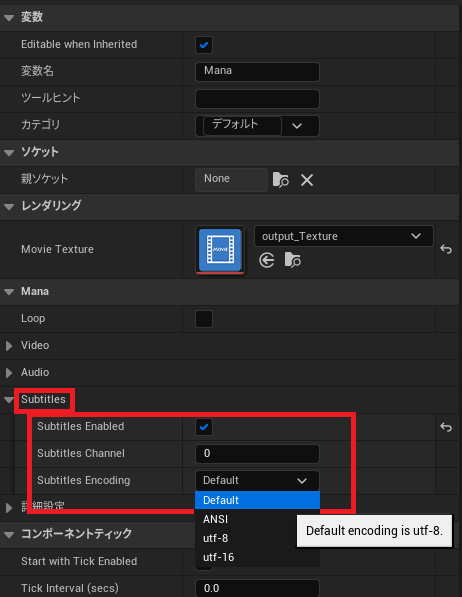 変数
Editable when Inherited
変数名 Mana
ツールヒント
カテゴリ デフォルト
ソケット
親ソケット None
レンダリング
Movie Texture MOVIE output_Texture
Mana
Loop
Video
Audio
Subtitles
Subtitles Enabled
Subtitles Channel 0
Subtitles Encoding Default
Default
詳細設定 ANSI
Default encoding is utf-8.
コンポーネントティック utf-8
utf-16
Start with Tick Enabled
Tick Interval (secs) 0.0